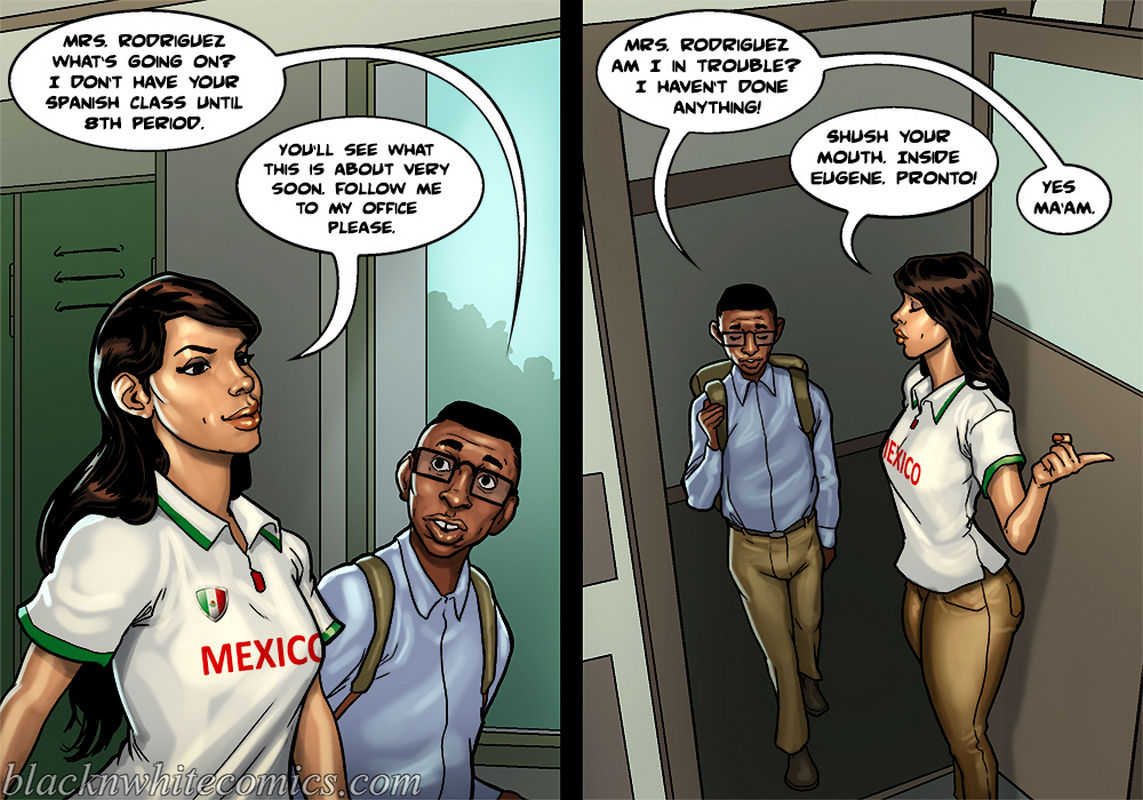 MRS. RODRIGUEZ
WHAT'S GOING ON?
I DON'T HAVE YOUR
SPANISH CLASS UNTIL
8TH PERIOD.
YOU'LL SEE WHAT
THIS IS ABOUT VERY
SOON. FOLLOW ME
TO MY OFFICE
PLEASE.
MEXICO
MRS. RODRIGUEZ
AM I IN TROUBLE?
I HAVEN'T DONE
ANYTHING!
SHUSH YOUR
MOUTH. INSIDE
EUGENE. PRONTO!
YES
MA'AM.
MEXICO
blacknwhitecomics.com